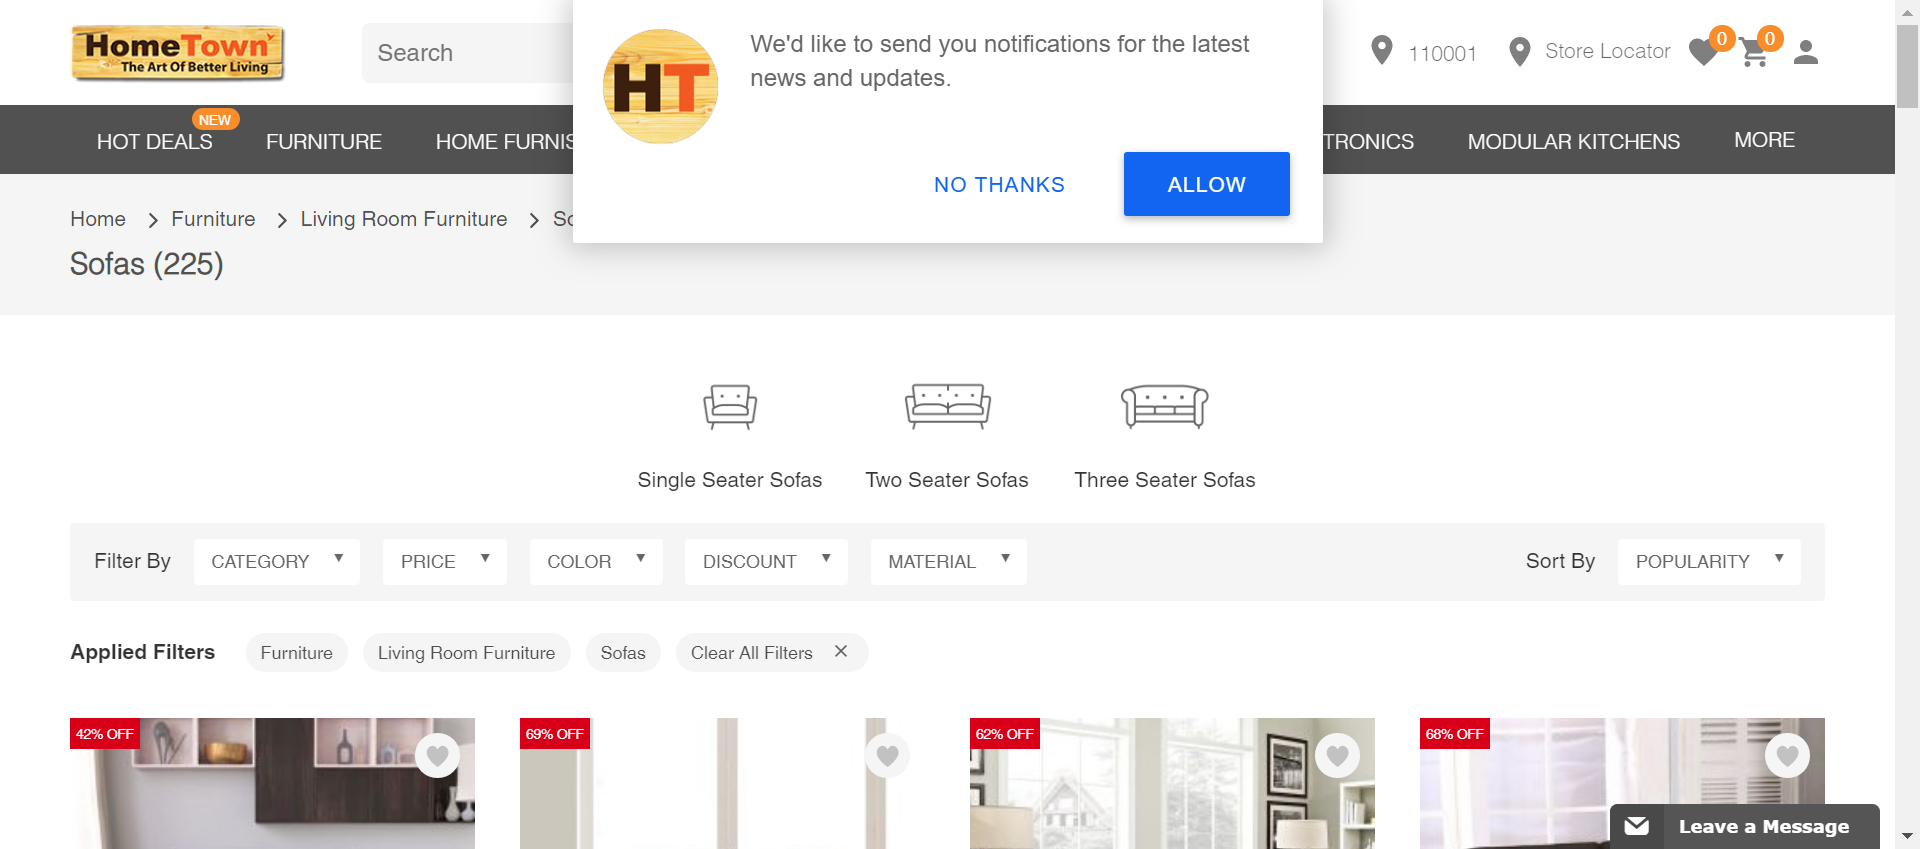 HomeTown
The Art Of Better Living
Search
HT
We'd like to send you notifications for the latest
news and updates.
NO THANKS
ALLOW
110001
Store Locator
0
0
NEW
HOT DEALS
FURNITURE
HOME FURNIS
TRONICS
MODULAR KITCHENS
MORE
Home
Furniture
Living Room Furniture
So
Sofas (225)
Single Seater Sofas
Two Seater Sofas
Three Seater Sofas
Filter By
CATEGORY
PRICE
COLOR
DISCOUNT
MATERIAL
Sort By
POPULARITY
Applied Filters
Furniture
Living Room Furniture
Sofas
Clear All Filters
42% OFF
69% OFF
62% OFF
68% OFF
Leave a Message